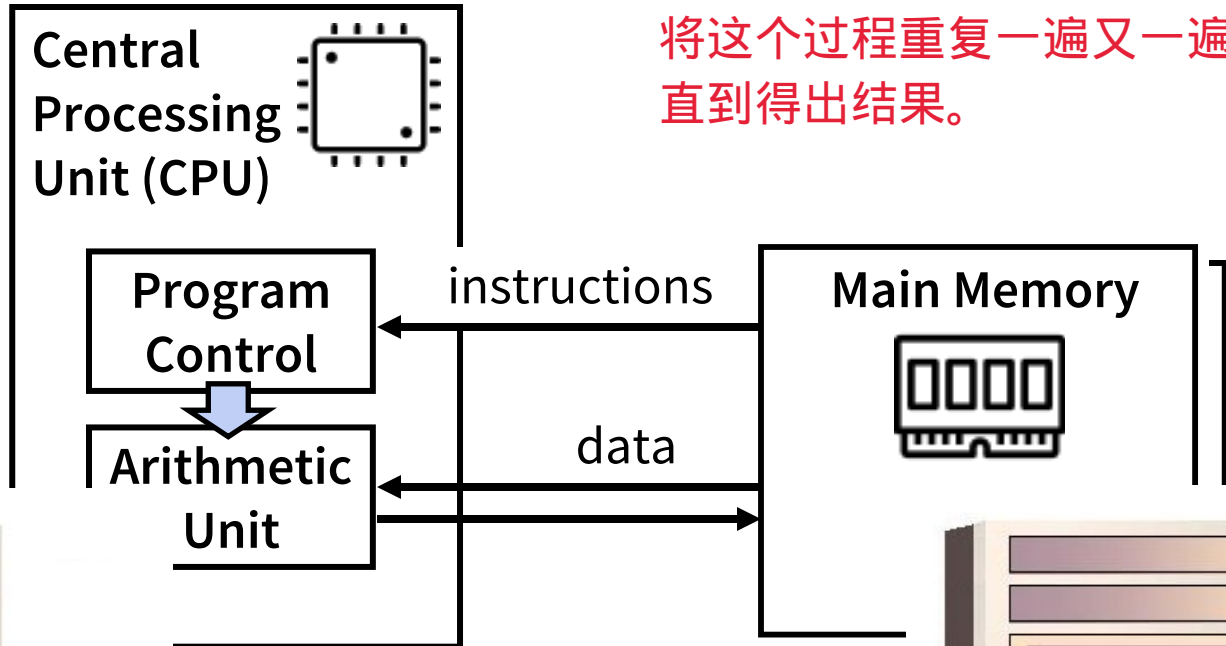 Central
Processing
Unit (CPU)
将这个过程重复一遍又一遍
直到得出结果。
Program
Control
instructions
Main Memory
Arithmetic
Unit
data